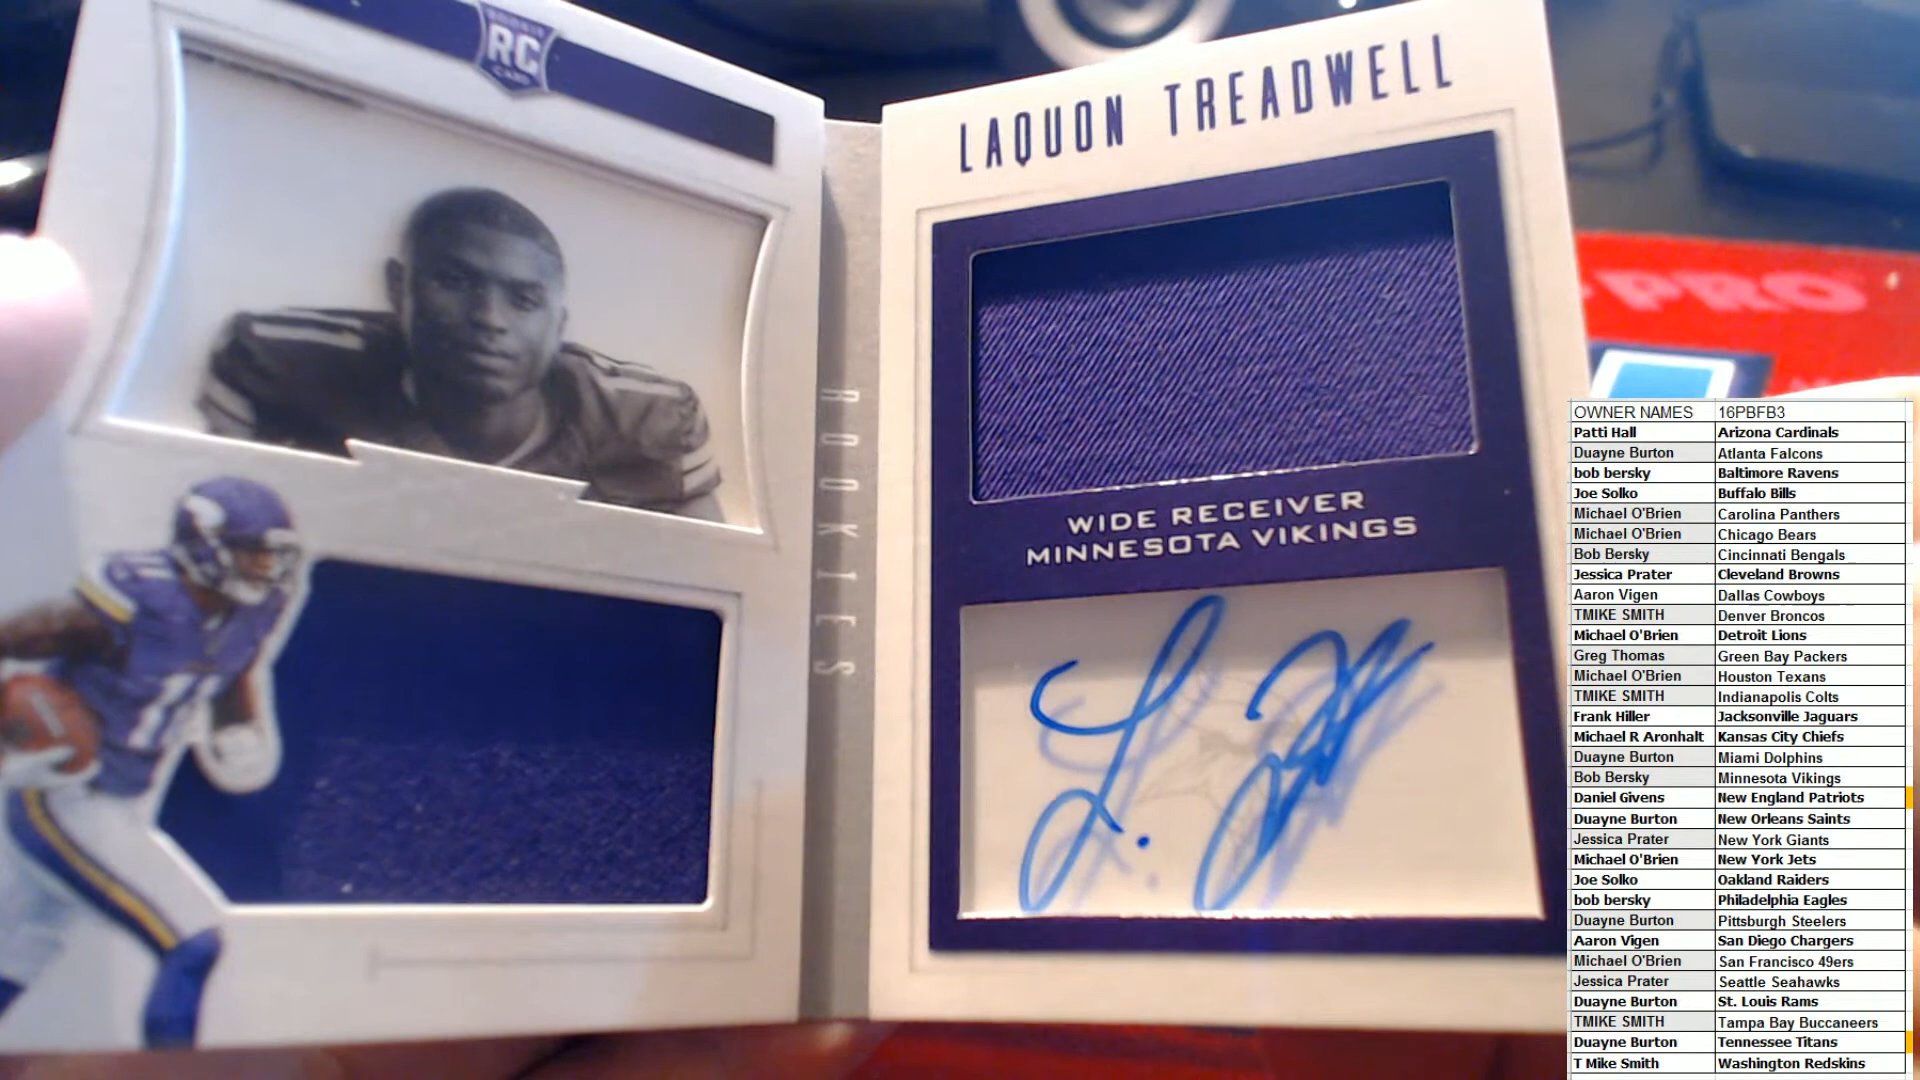 RC
CARD
LAQUON TREADWELL
ROOKIES
WIDE RECEIVER
MINNESOTA VIKINGS
L.
11
PRO
OWNER NAMES 16PBFB3
Patti Hall Arizona Cardinals
Duayne Burton Atlanta Falcons
bob bersky Baltimore Ravens
Joe Solko Buffalo Bills
Michael O'Brien Carolina Panthers
Michael O'Brien Chicago Bears
Bob Bersky Cincinnati Bengals
Jessica Prater Cleveland Browns
Aaron Vigen Dallas Cowboys
TMIKE SMITH Denver Broncos
Michael O'Brien Detroit Lions
Greg Thomas Green Bay Packers
Michael O'Brien Houston Texans
TMIKE SMITH Indianapolis Colts
Frank Hiller Jacksonville Jaguars
Michael R Aronhalt Kansas City Chiefs
Duayne Burton Miami Dolphins
Bob Bersky Minnesota Vikings
Daniel Givens New England Patriots
Duayne Burton New Orleans Saints
Jessica Prater New York Giants
Michael O'Brien New York Jets
Joe Solko Oakland Raiders
bob bersky Philadelphia Eagles
Duayne Burton Pittsburgh Steelers
Aaron Vigen San Diego Chargers
Michael O'Brien San Francisco 49ers
Jessica Prater Seattle Seahawks
Duayne Burton St. Louis Rams
TMIKE SMITH Tampa Bay Buccaneers
Duayne Burton Tennessee Titans
T Mike Smith Washington Redskins